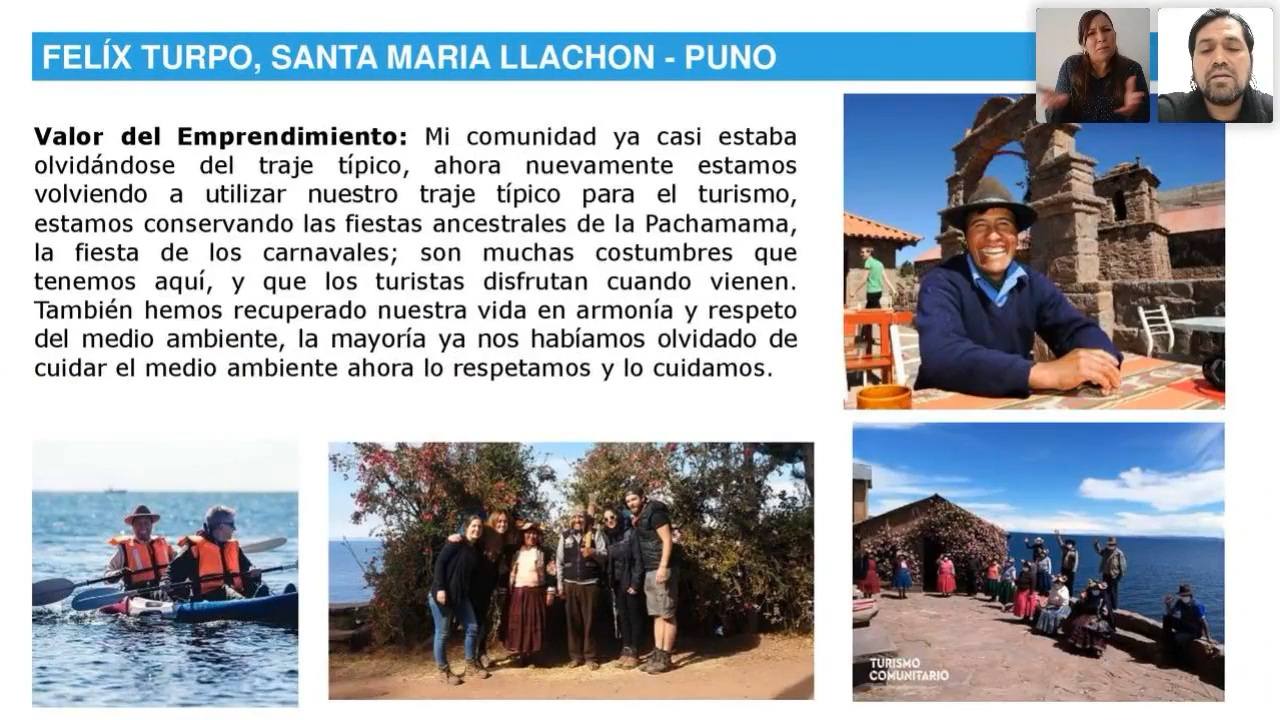 FELÍX TURPO, SANTA MARIA LLACHON - PUNO
Valor del Emprendimiento: Mi comunidad ya casi estaba
olvidándose del traje típico, ahora nuevamente estamos
volviendo a utilizar nuestro traje típico para el turismo,
estamos conservando las fiestas ancestrales de la Pachamama,
la fiesta de los carnavales; son muchas costumbres que
tenemos aquí, y que los turistas disfrutan cuando vienen.
También hemos recuperado nuestra vida en armonía y respeto
del medio ambiente, la mayoría ya nos habíamos olvidado de
cuidar el medio ambiente ahora lo respetamos y lo cuidamos.
TURISMO
COMUNITARIO